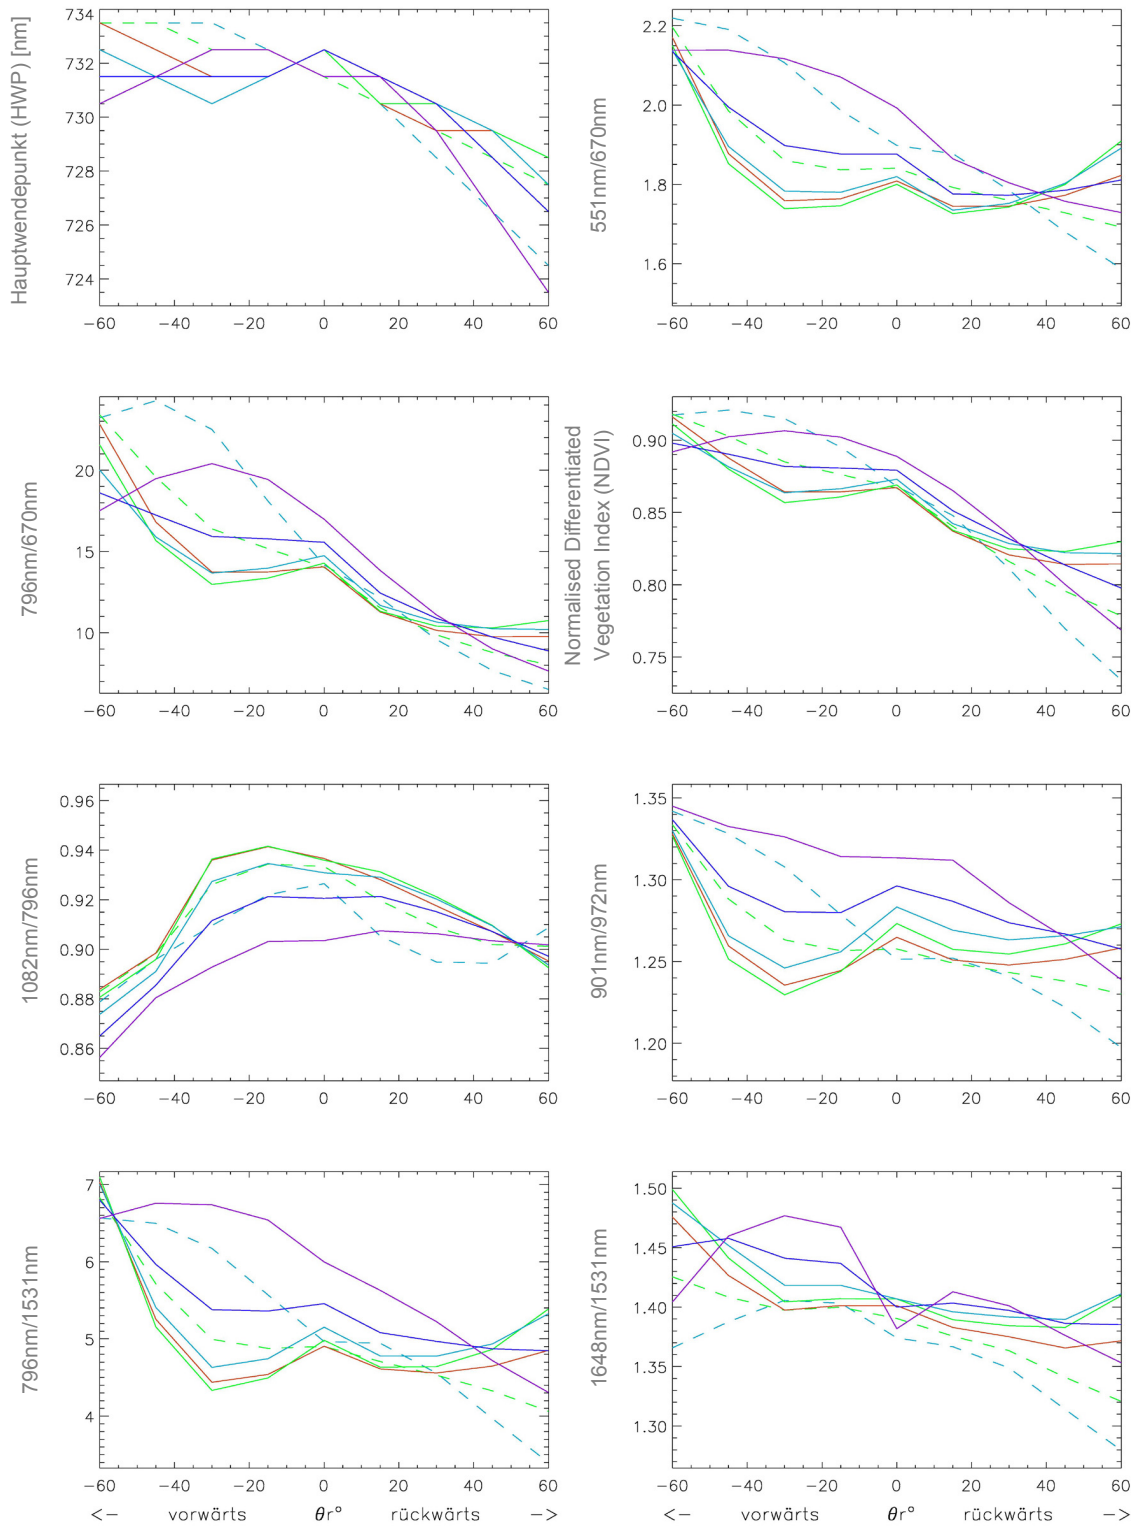 Hauptwendepunkt (HWP) [nm]
734
732
730
728
726
724
−60 −40 −20 0 20 40 60
551nm/670nm
2.2
2.0
1.8
1.6
−60 −40 −20 0 20 40 60
796nm/670nm
20
15
10
−60 −40 −20 0 20 40 60
Normalised Differentiated
Vegetation Index (NDVI)
0.90
0.85
0.80
0.75
−60 −40 −20 0 20 40 60
1082nm/796nm
0.96
0.94
0.92
0.90
0.88
0.86
−60 −40 −20 0 20 40 60
901nm/972nm
1.35
1.30
1.25
1.20
−60 −40 −20 0 20 40 60
796nm/1531nm
7
6
5
4
−60 −40 −20 0 20 40 60
<− vorwärts θr° rückwärts −>
1648nm/1531nm
1.50
1.45
1.40
1.35
1.30
−60 −40 −20 0 20 40 60
<− vorwärts θr° rückwärts −>